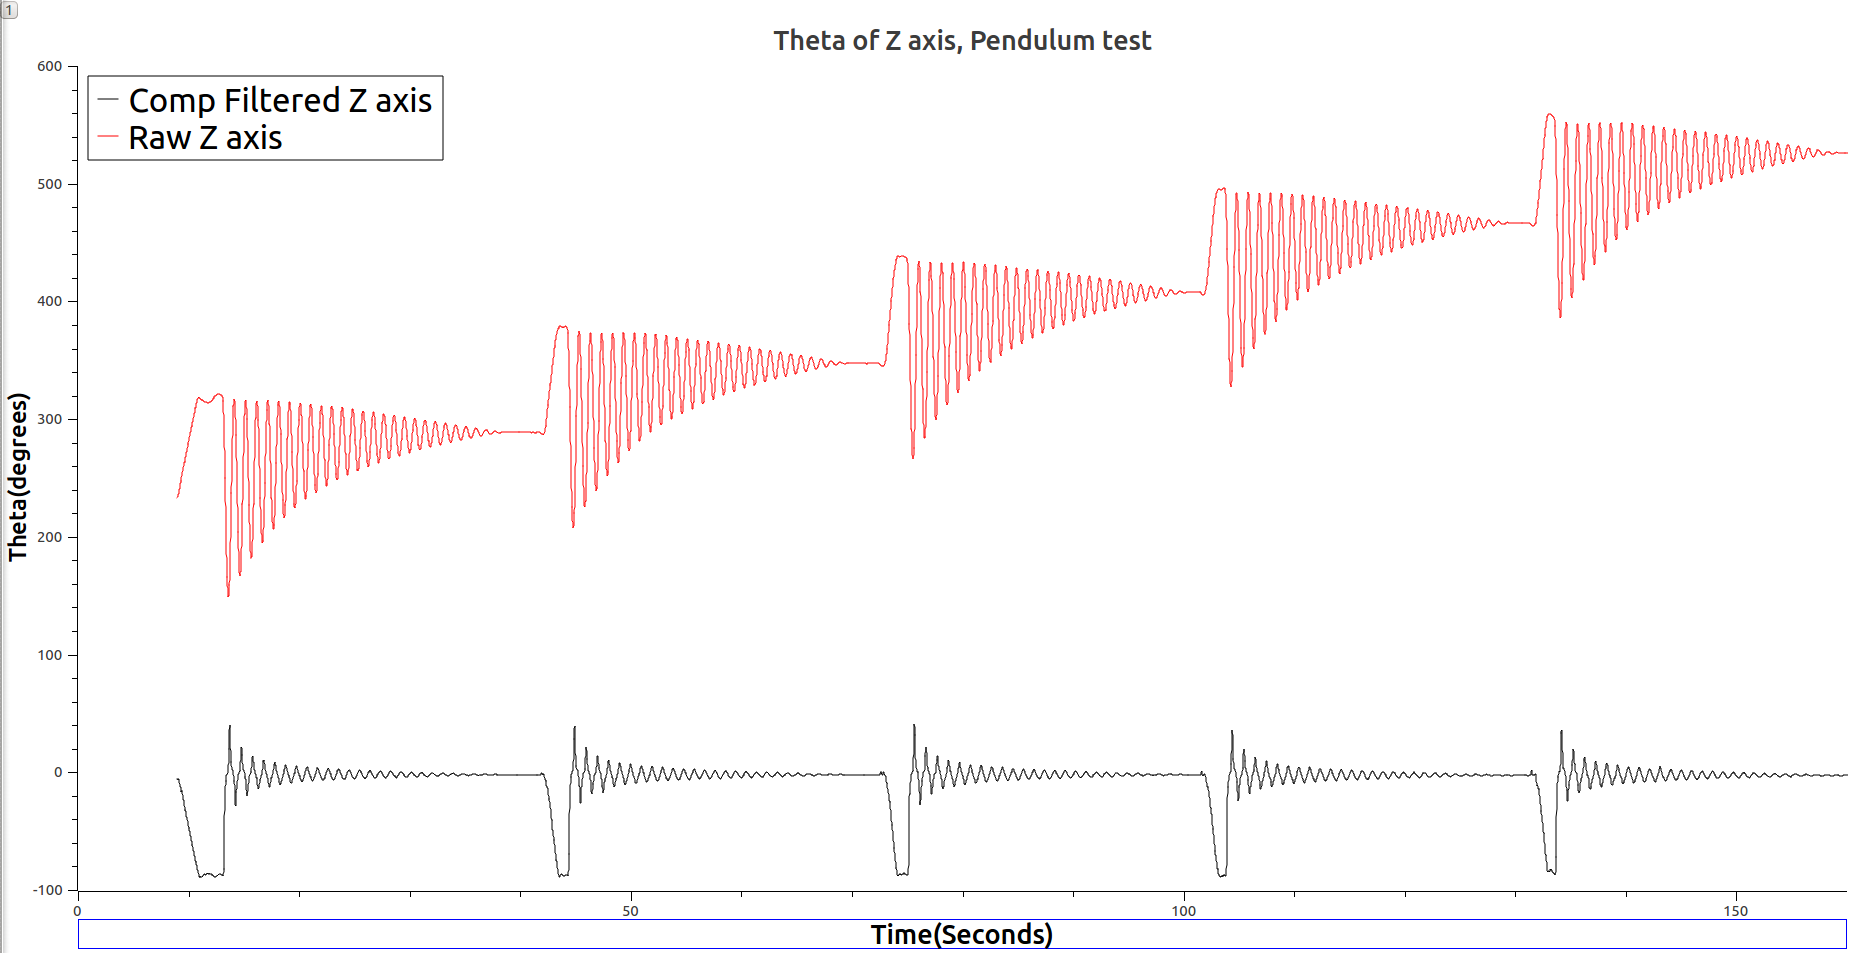 1
Theta of Z axis, Pendulum test
Comp Filtered Z axis
Raw Z axis
600
500
400
300
200
100
0
-100
Theta(degrees)
0
50
100
150
Time(Seconds)